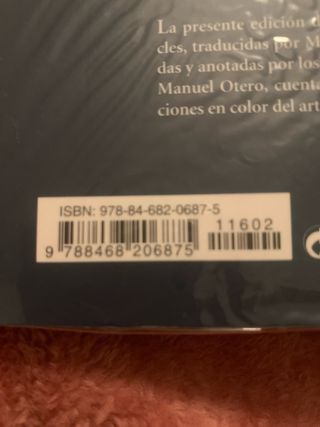 La presente edición d
cles, traducidas por M
das y anotadas por los
Manuel Otero, cuenta
ciones en color del art
ISBN: 978-84-682-0687-5
11602
9 788468 206875